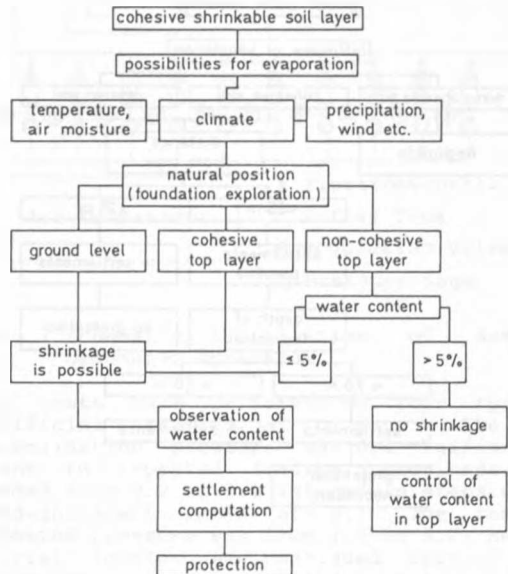 cohesive shrinkable soil layer
possibilities for evaporation
temperature,
air moisture
climate
precipitation,
wind etc.
natural position
(foundation exploration)
ground level
cohesive
top layer
non-cohesive
top layer
water content
shrinkage
is possible
≤ 5%
> 5%
observation of
water content
no shrinkage
settlement
computation
control of
water content
in top layer
protection